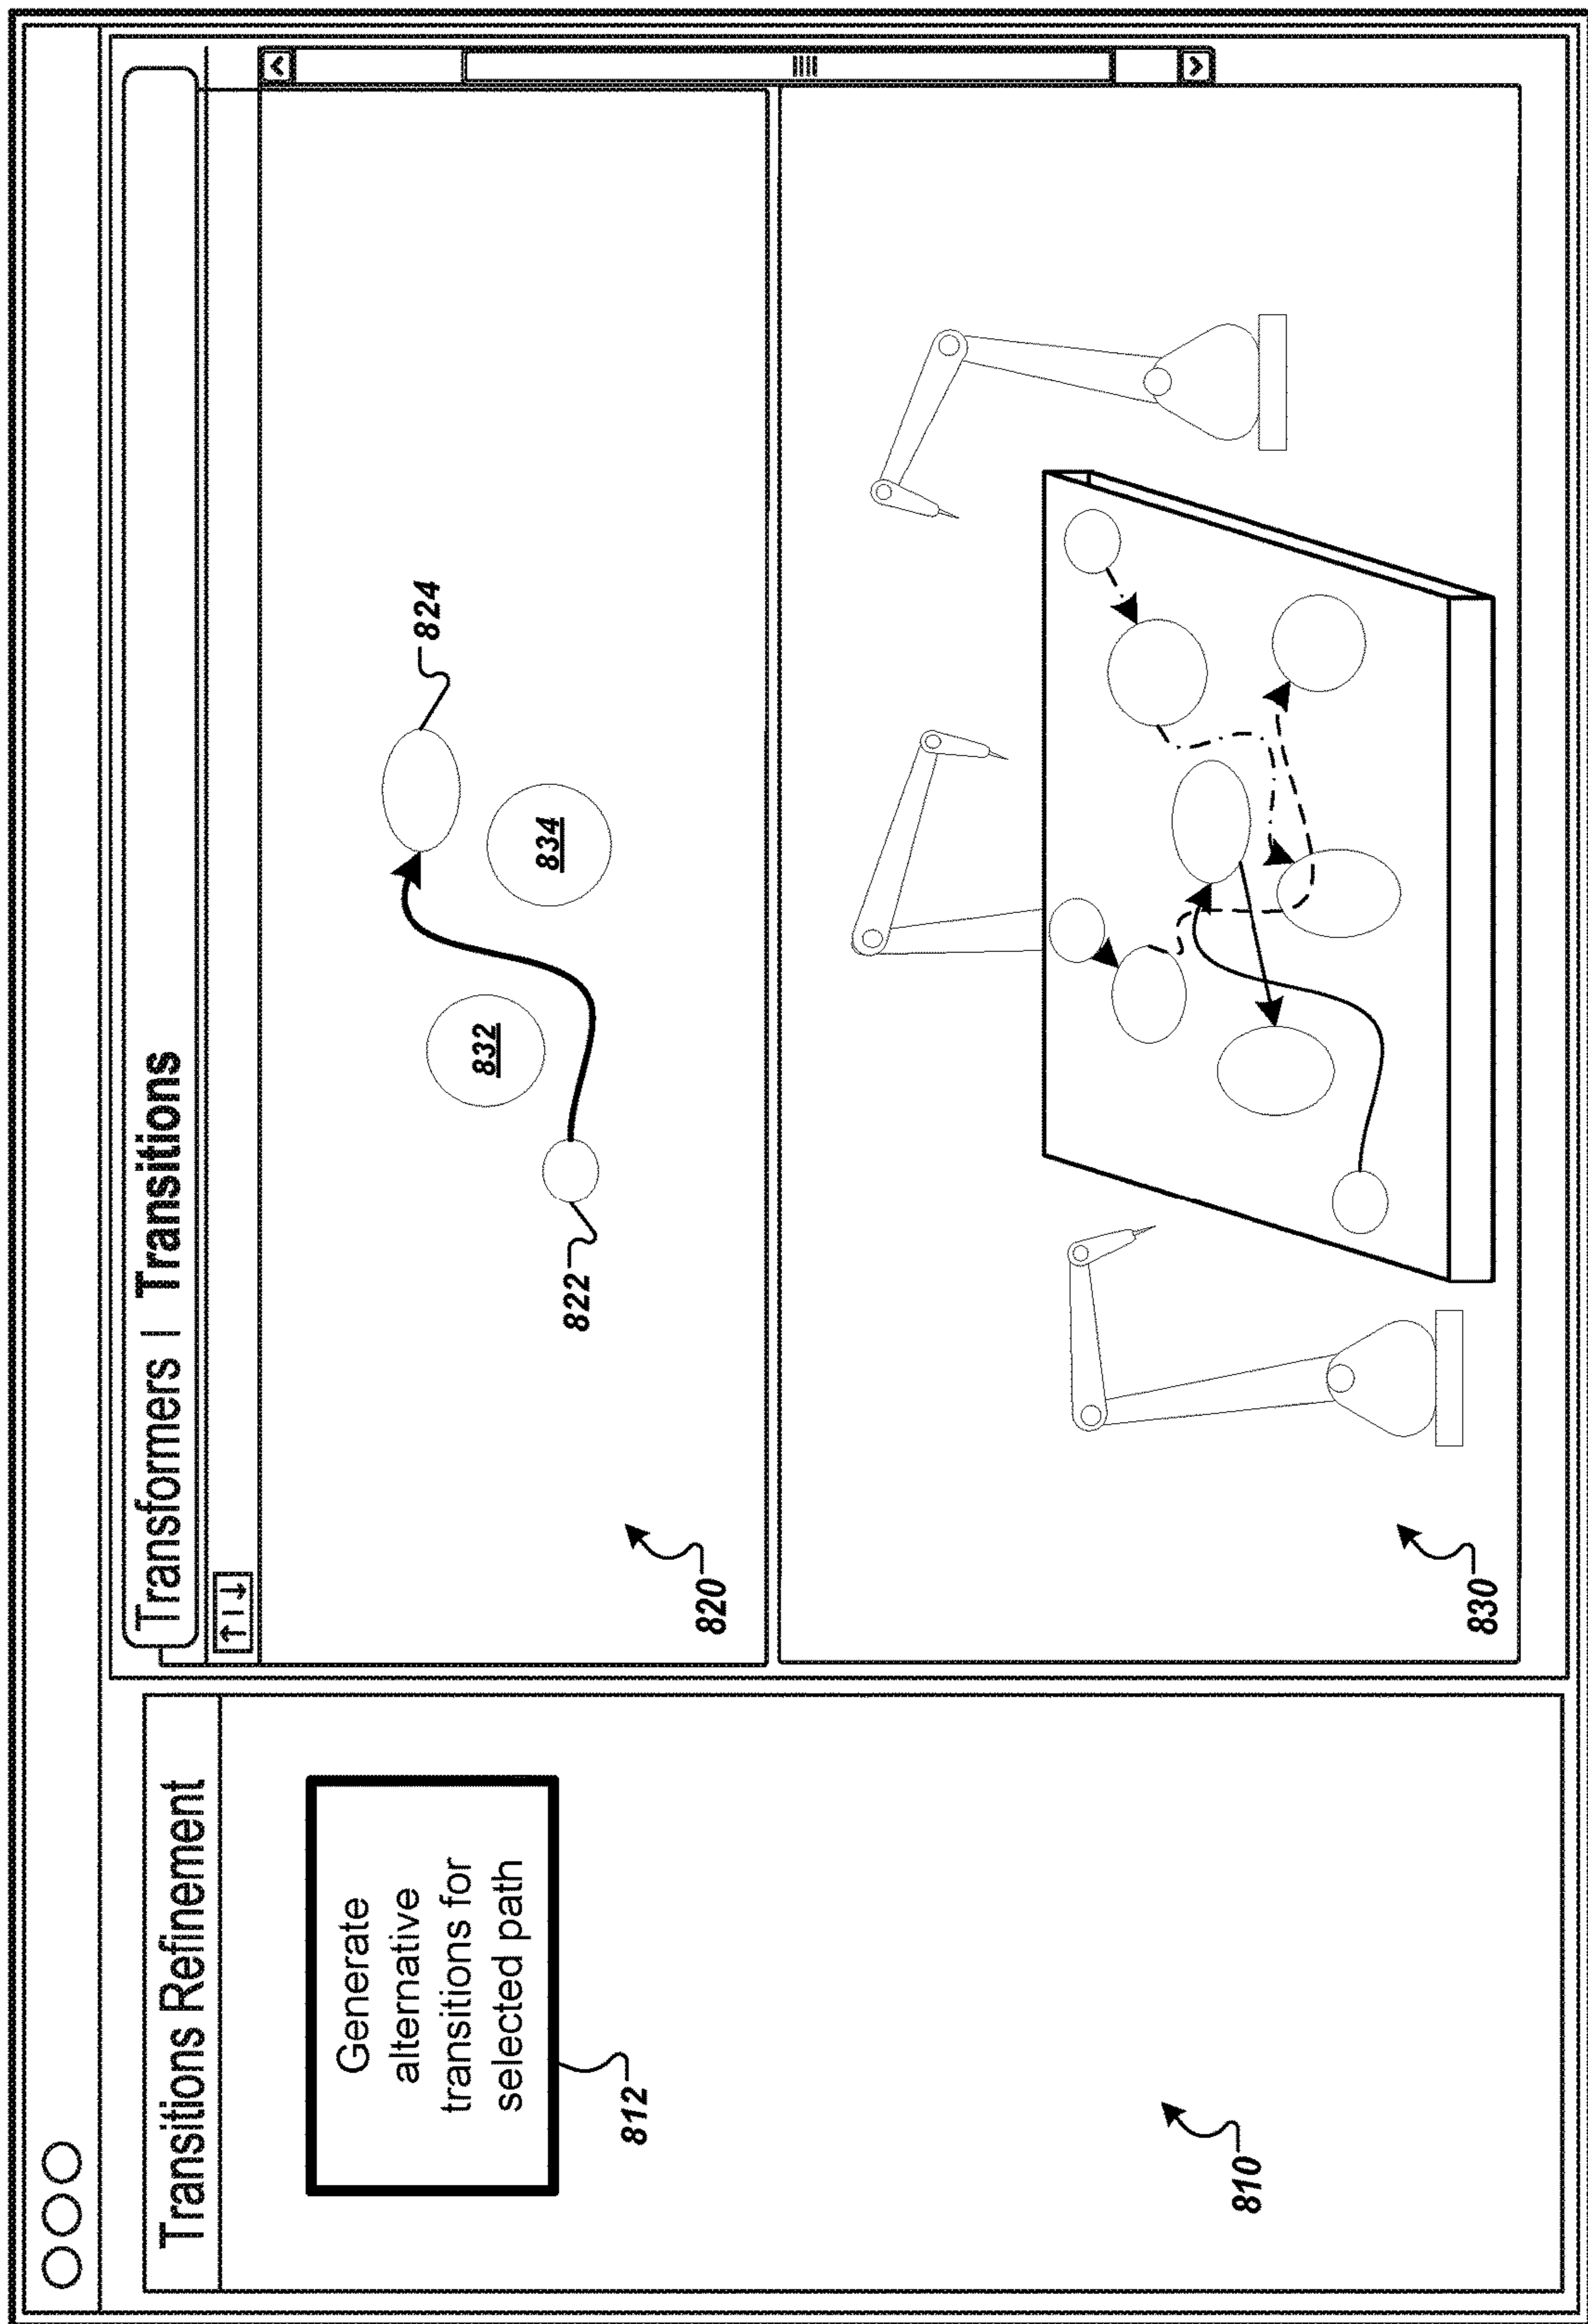 Transitions Refinement
Generate
alternative
transitions for
selected path
812
810
Transformers | Transitions
822
824
832
834
820
830